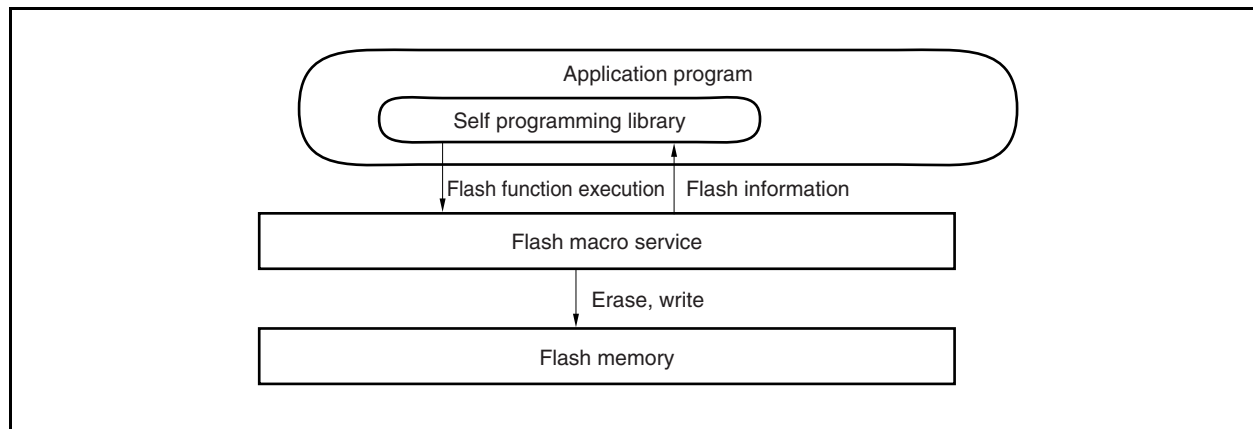 Application program
Self programming library
Flash function execution
Flash information
Flash macro service
Erase, write
Flash memory